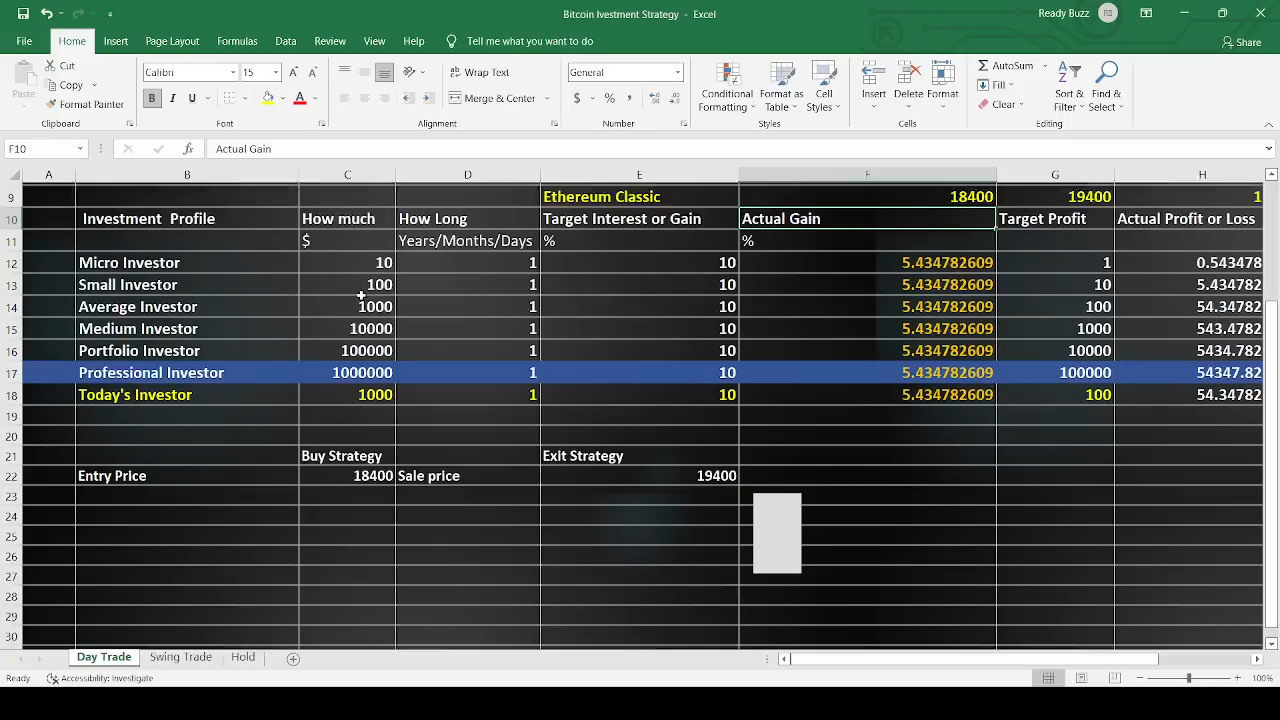 Bitcoin Ivestment Strategy - Excel
Ready Buzz RB
File Home Insert Page Layout Formulas Data Review View Help Tell me what you want to do Share
Paste Cut Copy Format Painter
Calibri 15 Wrap Text Merge & Center General
B I U $ % ,
Conditional Formatting Format as Table Cell Styles Insert Delete Format
AutoSum Fill Clear Sort & Filter Find & Select
Clipboard Font Alignment Number Styles Cells Editing
F10 fx Actual Gain
A B C D E F G H
9 Ethereum Classic 18400 19400 1
10 Investment Profile How much How Long Target Interest or Gain Actual Gain Target Profit Actual Profit or Loss
11 $ Years/Months/Days % %
12 Micro Investor 10 1 10 5.434782609 1 0.543478
13 Small Investor 100 1 10 5.434782609 10 5.434782
14 Average Investor 1000 1 10 5.434782609 100 54.34782
15 Medium Investor 10000 1 10 5.434782609 1000 543.4782
16 Portfolio Investor 100000 1 10 5.434782609 10000 5434.782
17 Professional Investor 1000000 1 10 5.434782609 100000 54347.82
18 Today's Investor 1000 1 10 5.434782609 100 54.34782
19
20
21 Buy Strategy Exit Strategy
22 Entry Price 18400 Sale price 19400
23
24
25
26
27
28
29
30
Day Trade Swing Trade Hold
Ready Accessibility: Investigate 100%